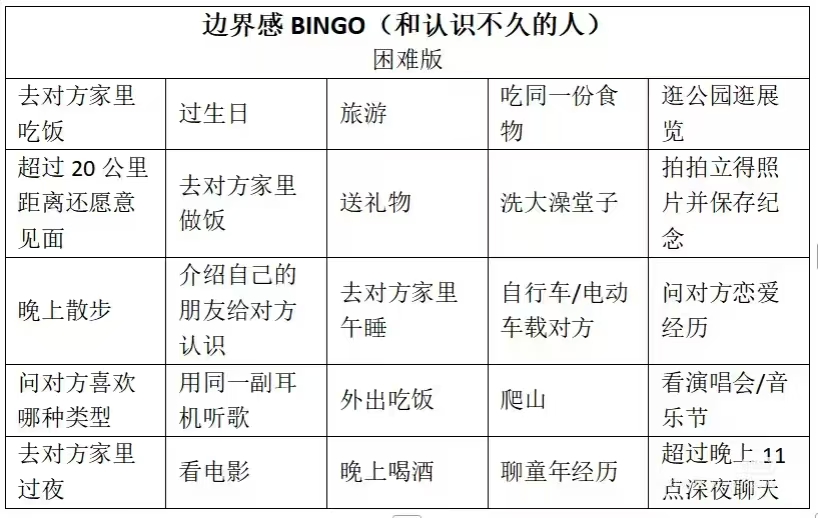 边界感 BINGO（和认识不久的人）
困难版
去对方家里
吃饭
过生日
旅游
吃同一份食
物
逛公园逛展
览
超过 20 公里
距离还愿意
见面
去对方家里
做饭
送礼物
洗大澡堂子
拍拍立得照
片并保存纪
念
晚上散步
介绍自己的
朋友给对方
认识
去对方家里
午睡
自行车/电动
车载对方
问对方恋爱
经历
问对方喜欢
哪种类型
用同一副耳
机听歌
外出吃饭
爬山
看演唱会/音
乐节
去对方家里
过夜
看电影
晚上喝酒
聊童年经历
超过晚上 11
点深夜聊天